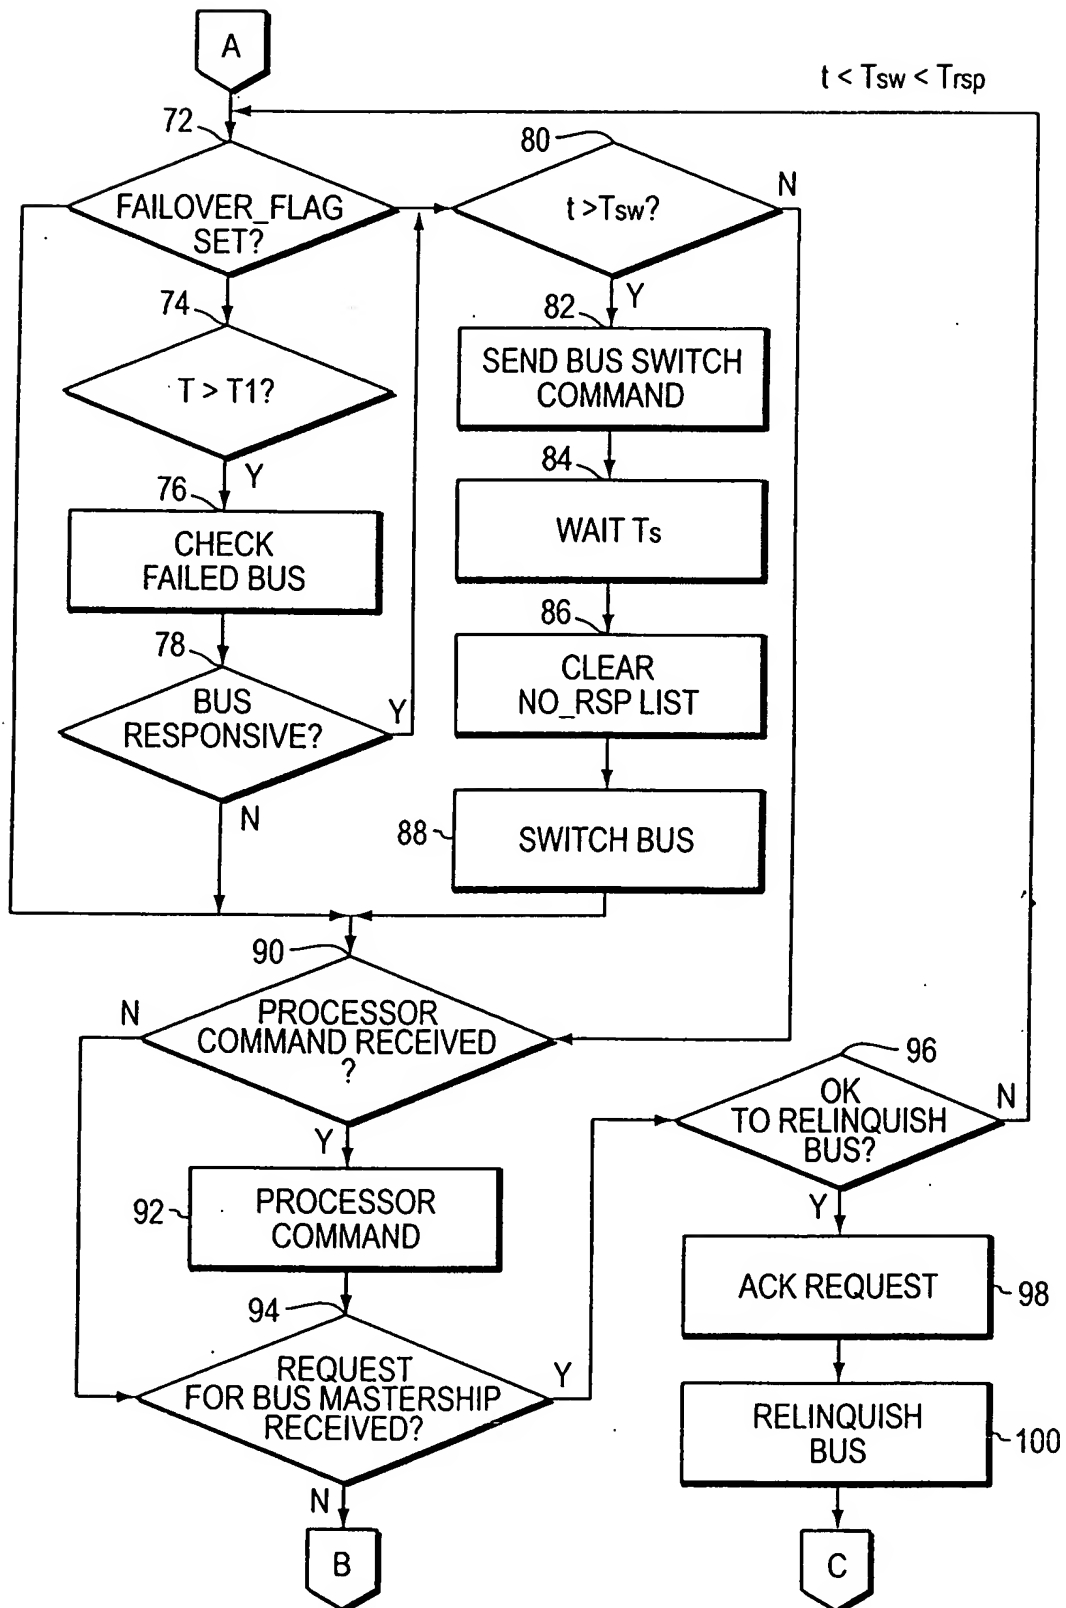 A
t < Tsw < Trsp
72
FAILOVER_FLAG
SET?
80
t >Tsw?
N
Y
74
T > T1?
Y
82
SEND BUS SWITCH
COMMAND
76
CHECK
FAILED BUS
84
WAIT Ts
78
BUS
RESPONSIVE?
Y
N
86
CLEAR
NO_RSP LIST
88
SWITCH BUS
90
PROCESSOR
COMMAND RECEIVED
?
N
Y
92
PROCESSOR
COMMAND
94
REQUEST
FOR BUS MASTERSHIP
RECEIVED?
Y
N
B
96
OK
TO RELINQUISH
BUS?
N
Y
ACK REQUEST
98
RELINQUISH
BUS
100
C